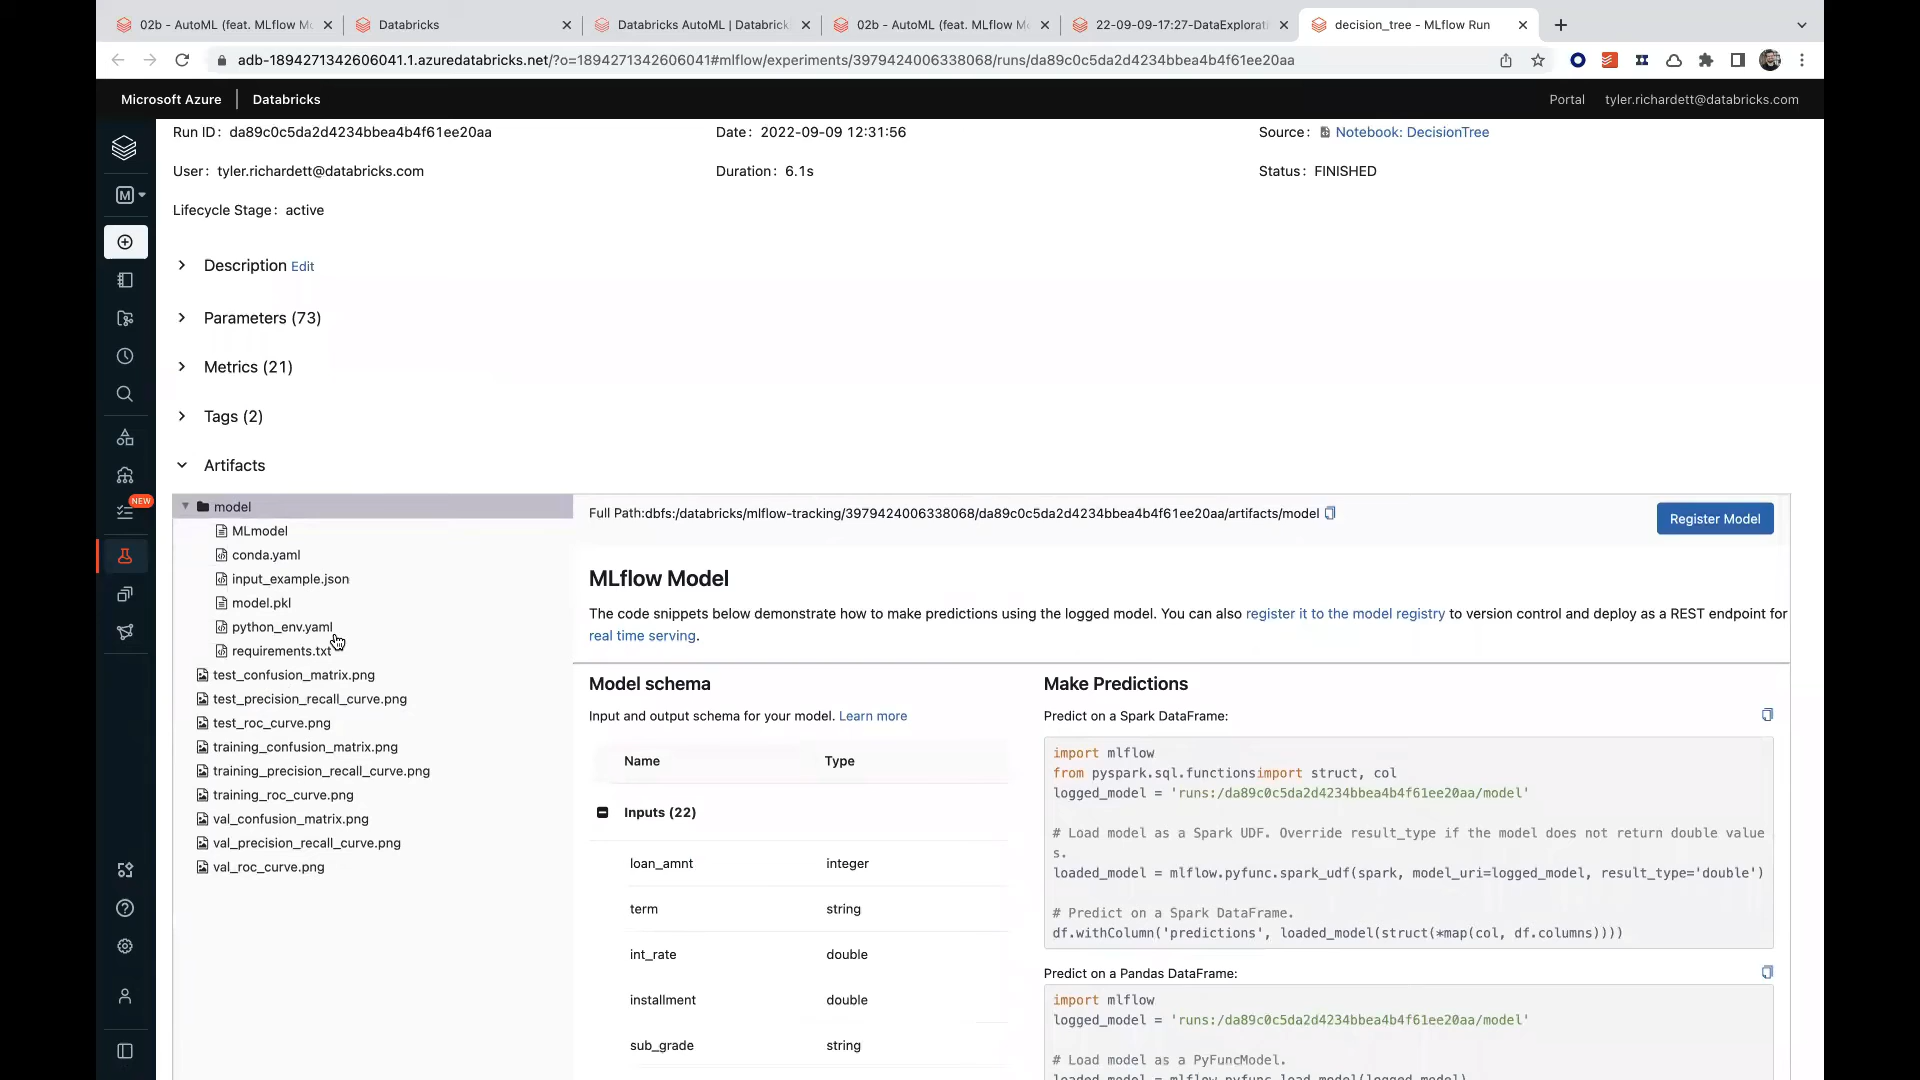 02b - AutoML (feat. MLflow Mo
Databricks
Databricks AutoML | Databrick
02b - AutoML (feat. MLflow Mo
22-09-09-17:27-DataExplorati
decision_tree - MLflow Run
adb-1894271342606041.1.azuredatabricks.net/?o=1894271342606041#mlflow/experiments/3979424006338068/runs/da89c0c5da2d4234bbea4b4f61ee20aa
Microsoft Azure
Databricks
Portal
tyler.richardett@databricks.com
Run ID: da89c0c5da2d4234bbea4b4f61ee20aa
Date: 2022-09-09 12:31:56
Source: Notebook: DecisionTree
User: tyler.richardett@databricks.com
Duration: 6.1s
Status: FINISHED
M
Lifecycle Stage: active
Description Edit
Parameters (73)
Metrics (21)
Tags (2)
Artifacts
NEW
model
MLmodel
conda.yaml
input_example.json
model.pkl
python_env.yaml
requirements.txt
test_confusion_matrix.png
test_precision_recall_curve.png
test_roc_curve.png
training_confusion_matrix.png
training_precision_recall_curve.png
training_roc_curve.png
val_confusion_matrix.png
val_precision_recall_curve.png
val_roc_curve.png
Full Path:dbfs:/databricks/mlflow-tracking/3979424006338068/da89c0c5da2d4234bbea4b4f61ee20aa/artifacts/model
Register Model
MLflow Model
The code snippets below demonstrate how to make predictions using the logged model. You can also register it to the model registry to version control and deploy as a REST endpoint for
real time serving.
Model schema
Input and output schema for your model. Learn more
Name Type
Inputs (22)
loan_amnt integer
term string
int_rate double
installment double
sub_grade string
Make Predictions
Predict on a Spark DataFrame:
import mlflow
from pyspark.sql.functionsimport struct, col
logged_model = 'runs:/da89c0c5da2d4234bbea4b4f61ee20aa/model'
# Load model as a Spark UDF. Override result_type if the model does not return double value
s.
loaded_model = mlflow.pyfunc.spark_udf(spark, model_uri=logged_model, result_type='double')
# Predict on a Spark DataFrame.
df.withColumn('predictions', loaded_model(struct(*map(col, df.columns))))
Predict on a Pandas DataFrame:
import mlflow
logged_model = 'runs:/da89c0c5da2d4234bbea4b4f61ee20aa/model'
# Load model as a PyFuncModel.
loaded_model = mlflow.pyfunc.load_model(logged_model)